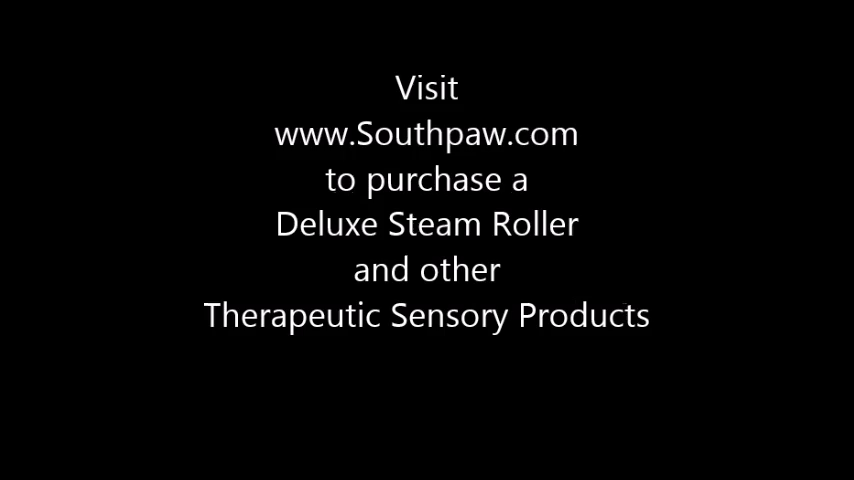 Visit
www.Southpaw.com
to purchase a
Deluxe Steam Roller
and other
Therapeutic Sensory Products